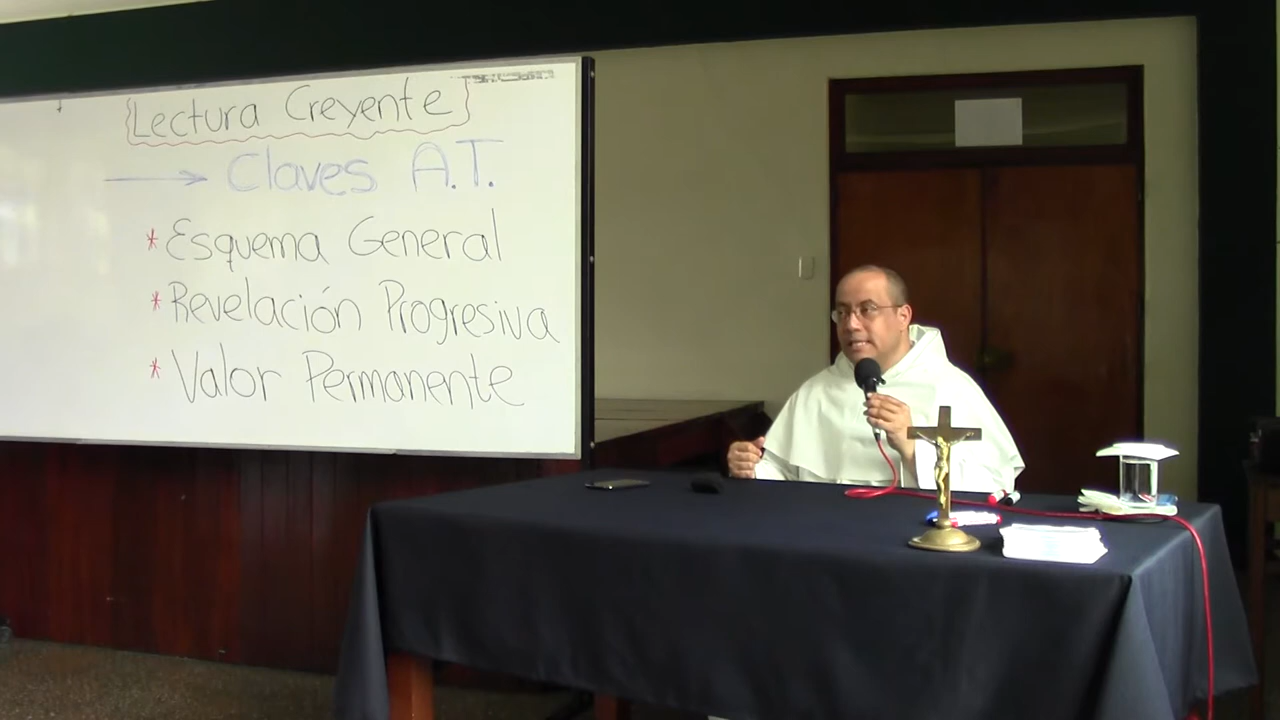 Lectura Creyente
Claves A.T.
* Esquema General
* Revelación Progresiva
* Valor Permanente